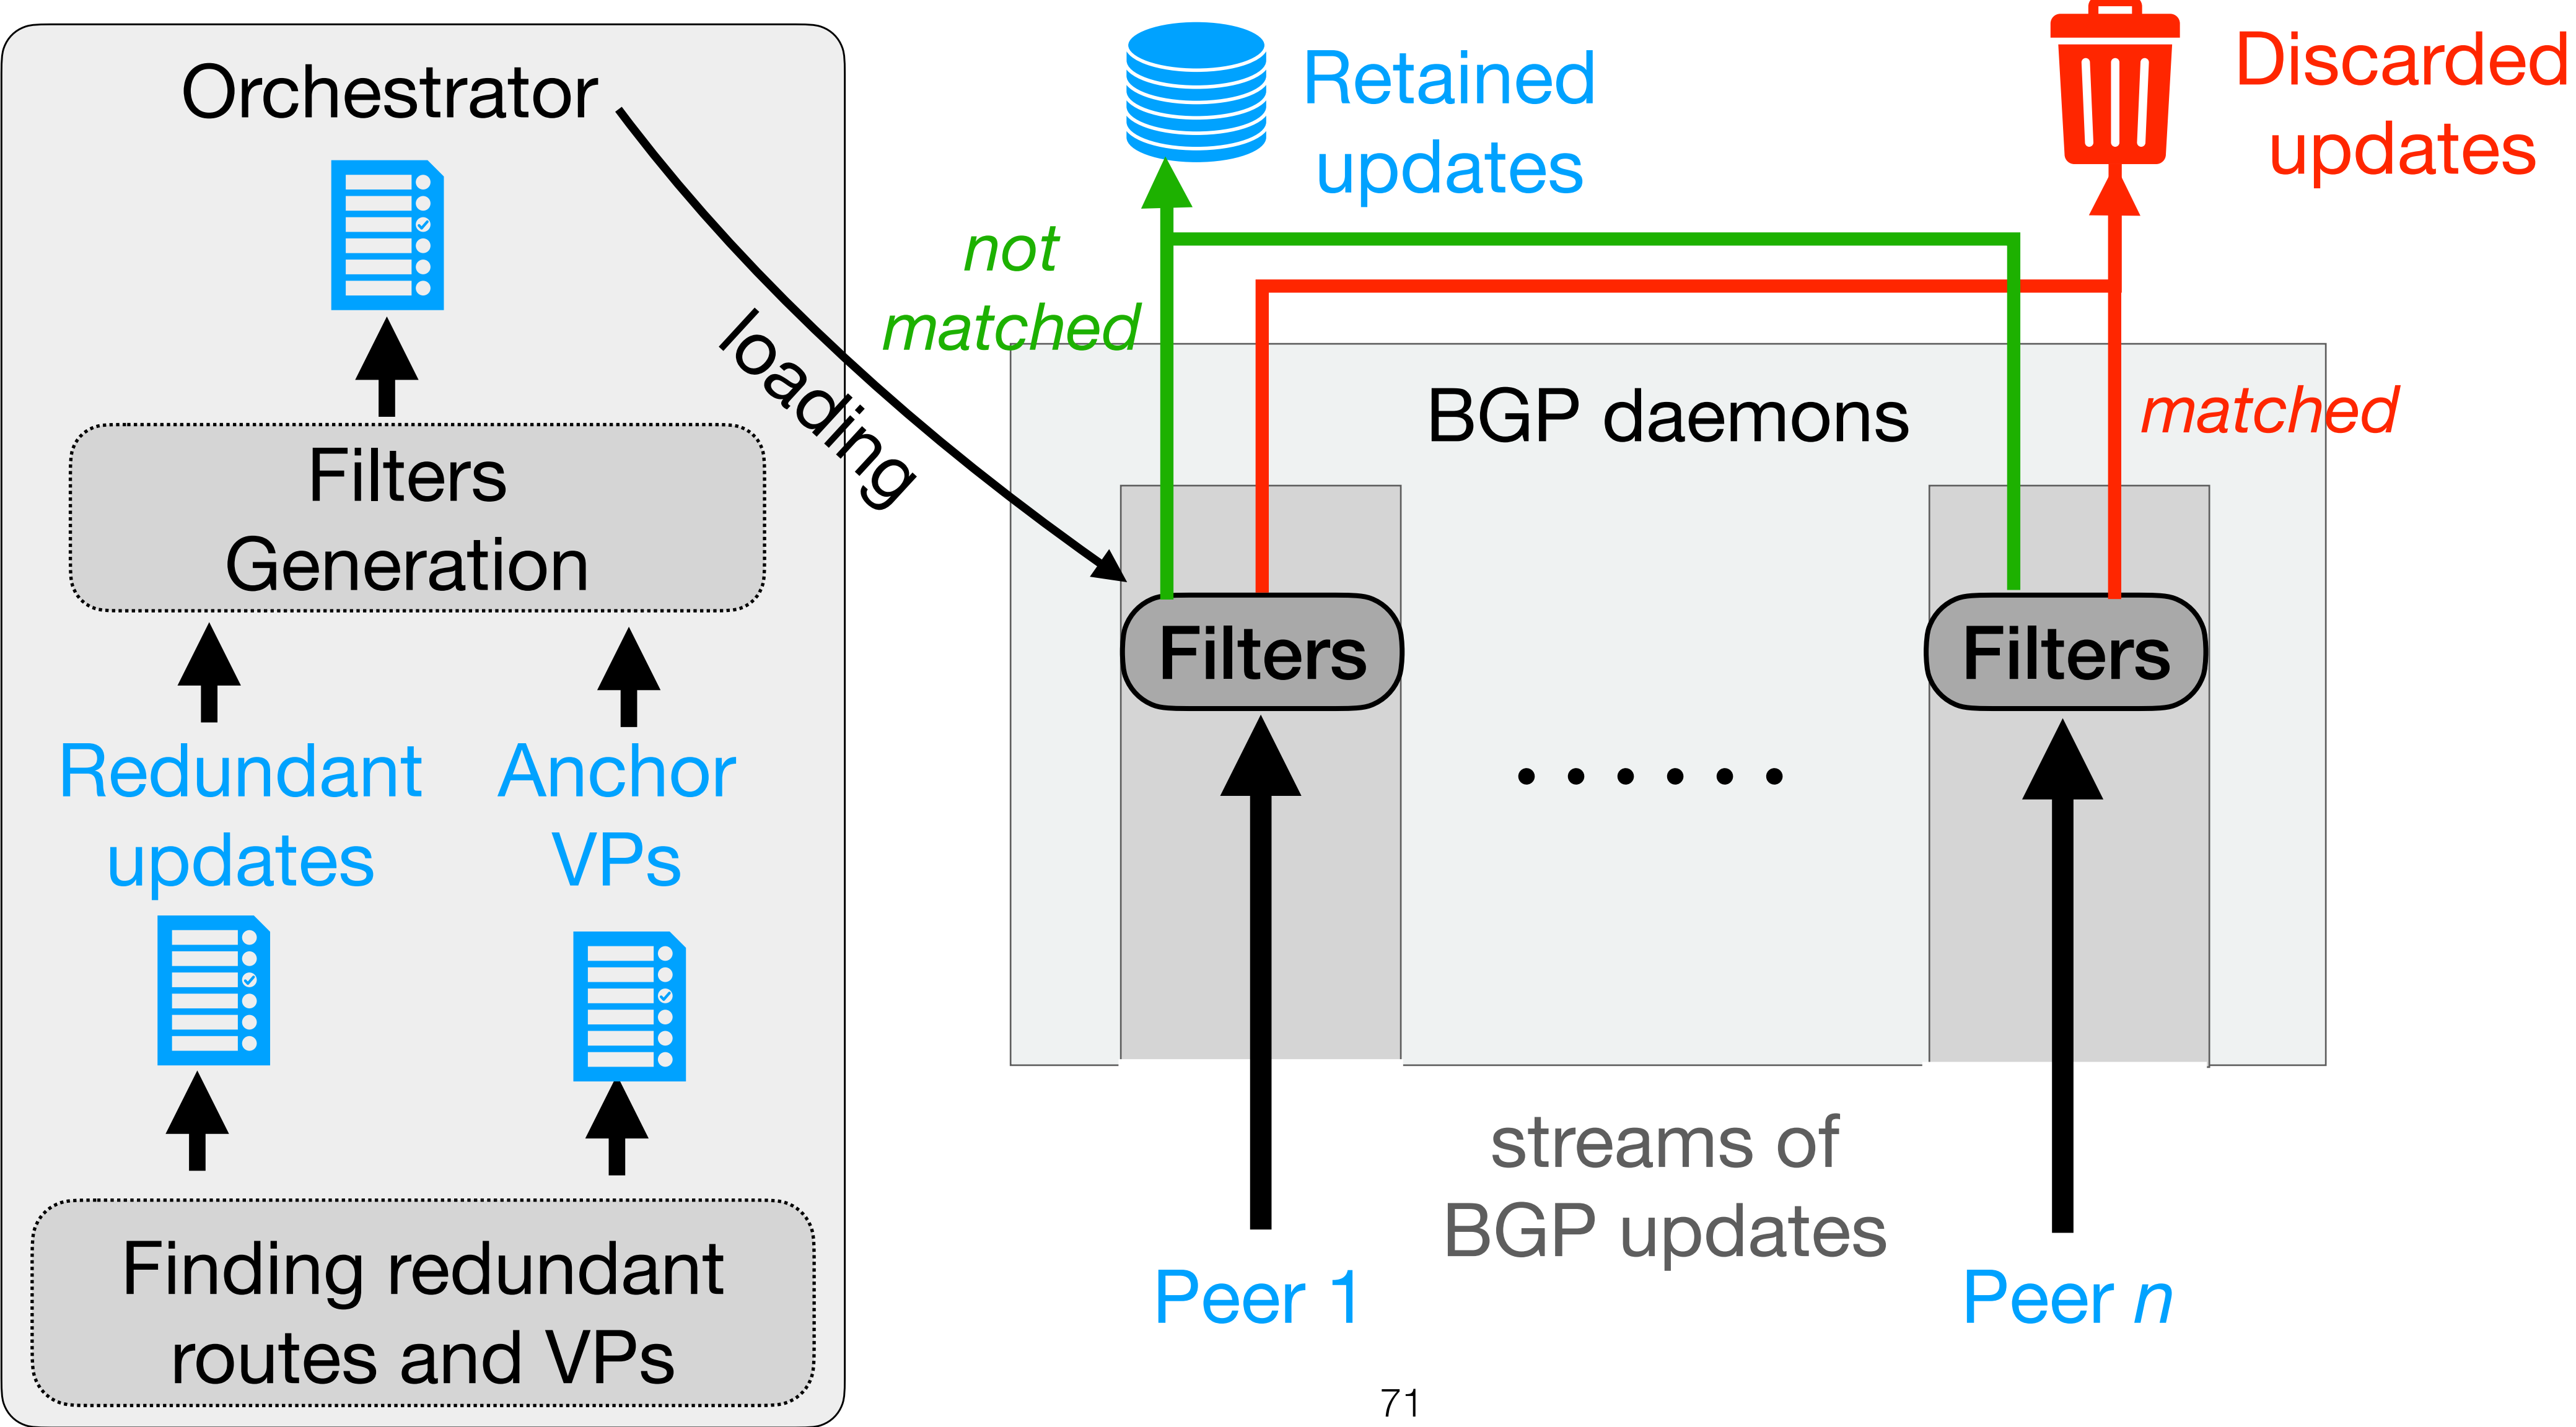 Orchestrator
Filters
Generation
Redundant
updates
Anchor
VPs
Finding redundant
routes and VPs
loading
Retained
updates
Discarded
updates
not
matched
matched
BGP daemons
Filters
Filters
......
streams of
BGP updates
Peer 1
Peer n
71